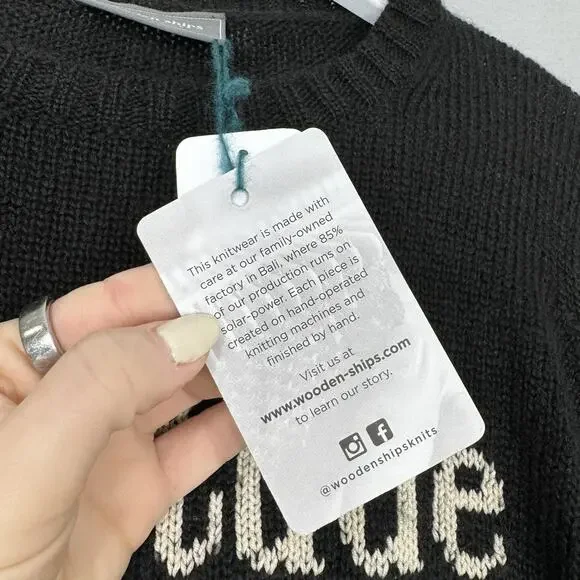 den ships
This knitwear is made with
care at our family-owned
factory in Bali, where 85%
of our production runs on
solar-power. Each piece is
created on hand-operated
knitting machines and
finished by hand.
Visit us at
www.wooden-ships.com
to learn our story.
@woodenshipsknits